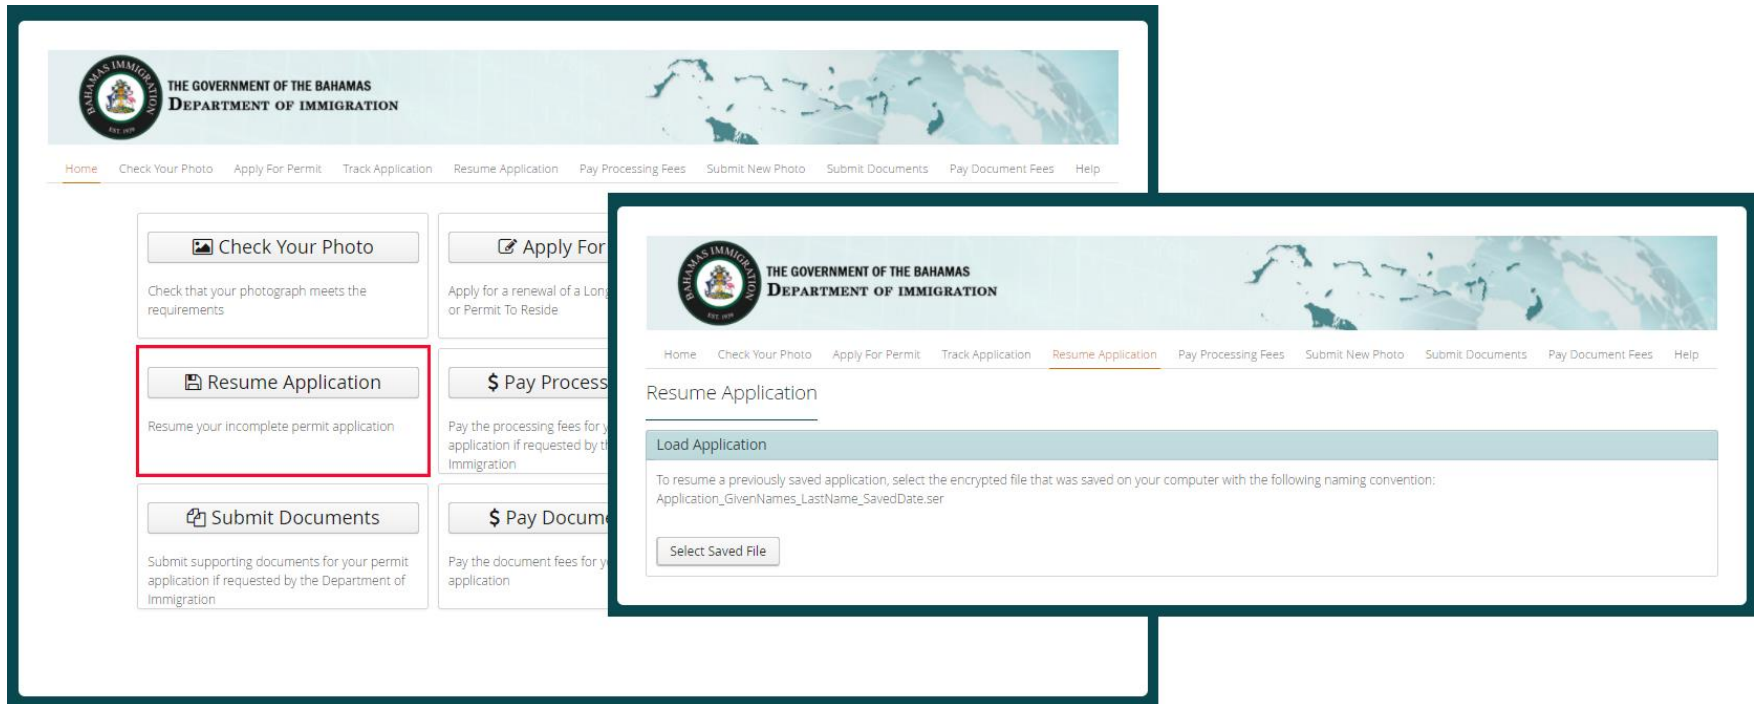 BAHAMAS IMMIGRATION
EST. 1939
THE GOVERNMENT OF THE BAHAMAS
DEPARTMENT OF IMMIGRATION
Home Check Your Photo Apply For Permit Track Application Resume Application Pay Processing Fees Submit New Photo Submit Documents Pay Document Fees Help
Check Your Photo
Check that your photograph meets the
requirements
Apply For
Apply for a renewal of a Long
or Permit To Reside
Resume Application
Resume your incomplete permit application
$ Pay Process
Pay the processing fees for
application if requested by
Immigration
Submit Documents
Submit supporting documents for your permit
application if requested by the Department of
Immigration
$ Pay Docum
Pay the document fees for
application
BAHAMAS IMMIGRATION
EST. 1939
THE GOVERNMENT OF THE BAHAMAS
DEPARTMENT OF IMMIGRATION
Home Check Your Photo Apply For Permit Track Application Resume Application Pay Processing Fees Submit New Photo Submit Documents Pay Document Fees Help
Resume Application
Load Application
To resume a previously saved application, select the encrypted file that was saved on your computer with the following naming convention:
Application_GivenNames_LastName_SavedDate.ser
Select Saved File